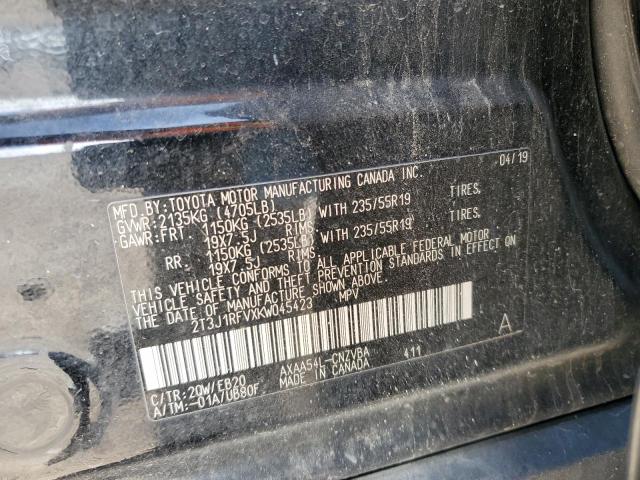 MFD.BY: TOYOTA MOTOR MANUFACTURING CANADA INC. 04/19
GVWR: 2135KG (4705LB)
GAWR: FRT 1150KG (2535LB) WITH 235/55R19 TIRES.
19X7.5J RIMS.
RR 1150KG (2535LB) WITH 235/55R19 TIRES.
19X7.5J RIMS.
THIS VEHICLE CONFORMS TO ALL APPLICABLE FEDERAL MOTOR
VEHICLE SAFETY AND THEFT PREVENTION STANDARDS IN EFFECT ON
THE DATE OF MANUFACTURE SHOWN ABOVE.
2T3J1RFVXKW045423 MPV
A
C/TR: 2QW/EB20 AXAA54L-CNZVBA 411
A/TM: -01A/UB80F MADE IN CANADA